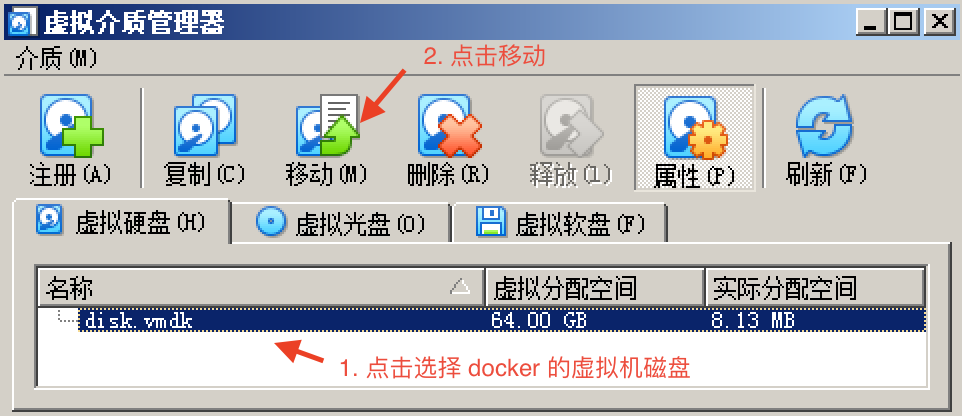 虚拟介质管理器
介质(M)
2. 点击移动
注册(A) 复制(C) 移动(M) 删除(R) 释放(L) 属性(P) 刷新(F)
虚拟硬盘(H) 虚拟光盘(O) 虚拟软盘(F)
名称 虚拟分配空间 实际分配空间
disk.vmdk 64.00 GB 8.13 MB
1. 点击选择 docker 的虚拟机磁盘